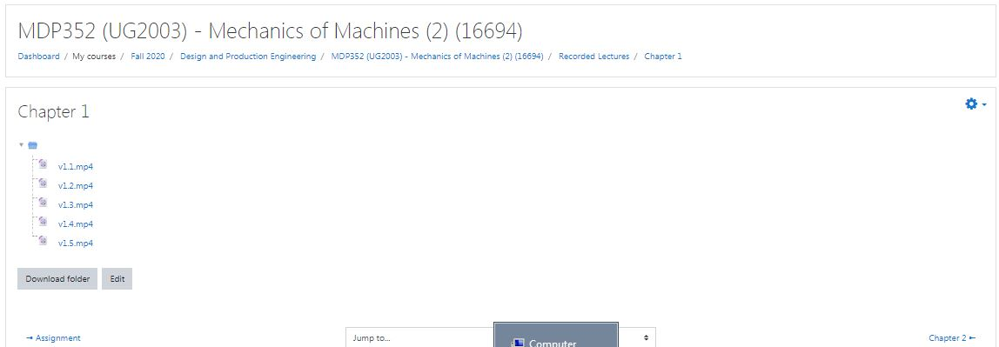 MDP352 (UG2003) - Mechanics of Machines (2) (16694)
Dashboard / My courses / Fall 2020 / Design and Production Engineering / MDP352 (UG2003) - Mechanics of Machines (2) (16694) / Recorded Lectures / Chapter 1
Chapter 1
v1.1.mp4
v1.2.mp4
v1.3.mp4
v1.4.mp4
v1.5.mp4
Download folder Edit
→ Assignment Jump to... Computer Chapter 2 ←